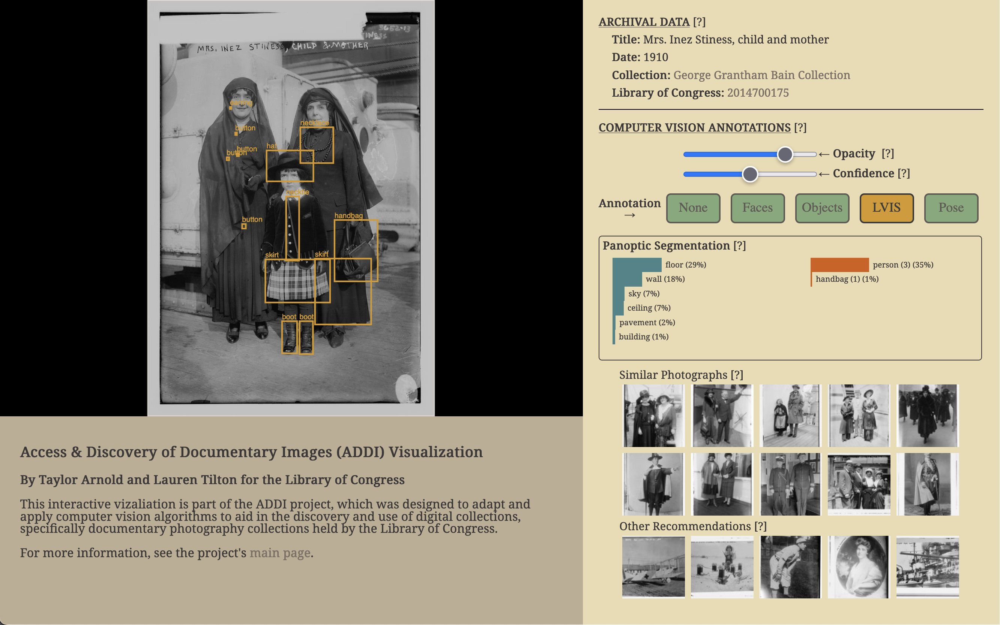 3652-13
TINESS
MRS. INEZ STINESS, CHILD & MOTHER
earring
button
button
button
button
necklace
hat
necktie
handbag
skirt
skirt
boot
boot
Access & Discovery of Documentary Images (ADDI) Visualization
By Taylor Arnold and Lauren Tilton for the Library of Congress
This interactive vizaliation is part of the ADDI project, which was designed to adapt and
apply computer vision algorithms to aid in the discovery and use of digital collections,
specifically documentary photography collections held by the Library of Congress.
For more information, see the project's main page.
ARCHIVAL DATA [?]
Title: Mrs. Inez Stiness, child and mother
Date: 1910
Collection: George Grantham Bain Collection
Library of Congress: 2014700175
COMPUTER VISION ANNOTATIONS [?]
← Opacity [?]
← Confidence [?]
Annotation → None Faces Objects LVIS Pose
Panoptic Segmentation [?]
floor (29%)
wall (18%)
sky (7%)
ceiling (7%)
pavement (2%)
building (1%)
person (3) (35%)
handbag (1) (1%)
Similar Photographs [?]
Other Recommendations [?]